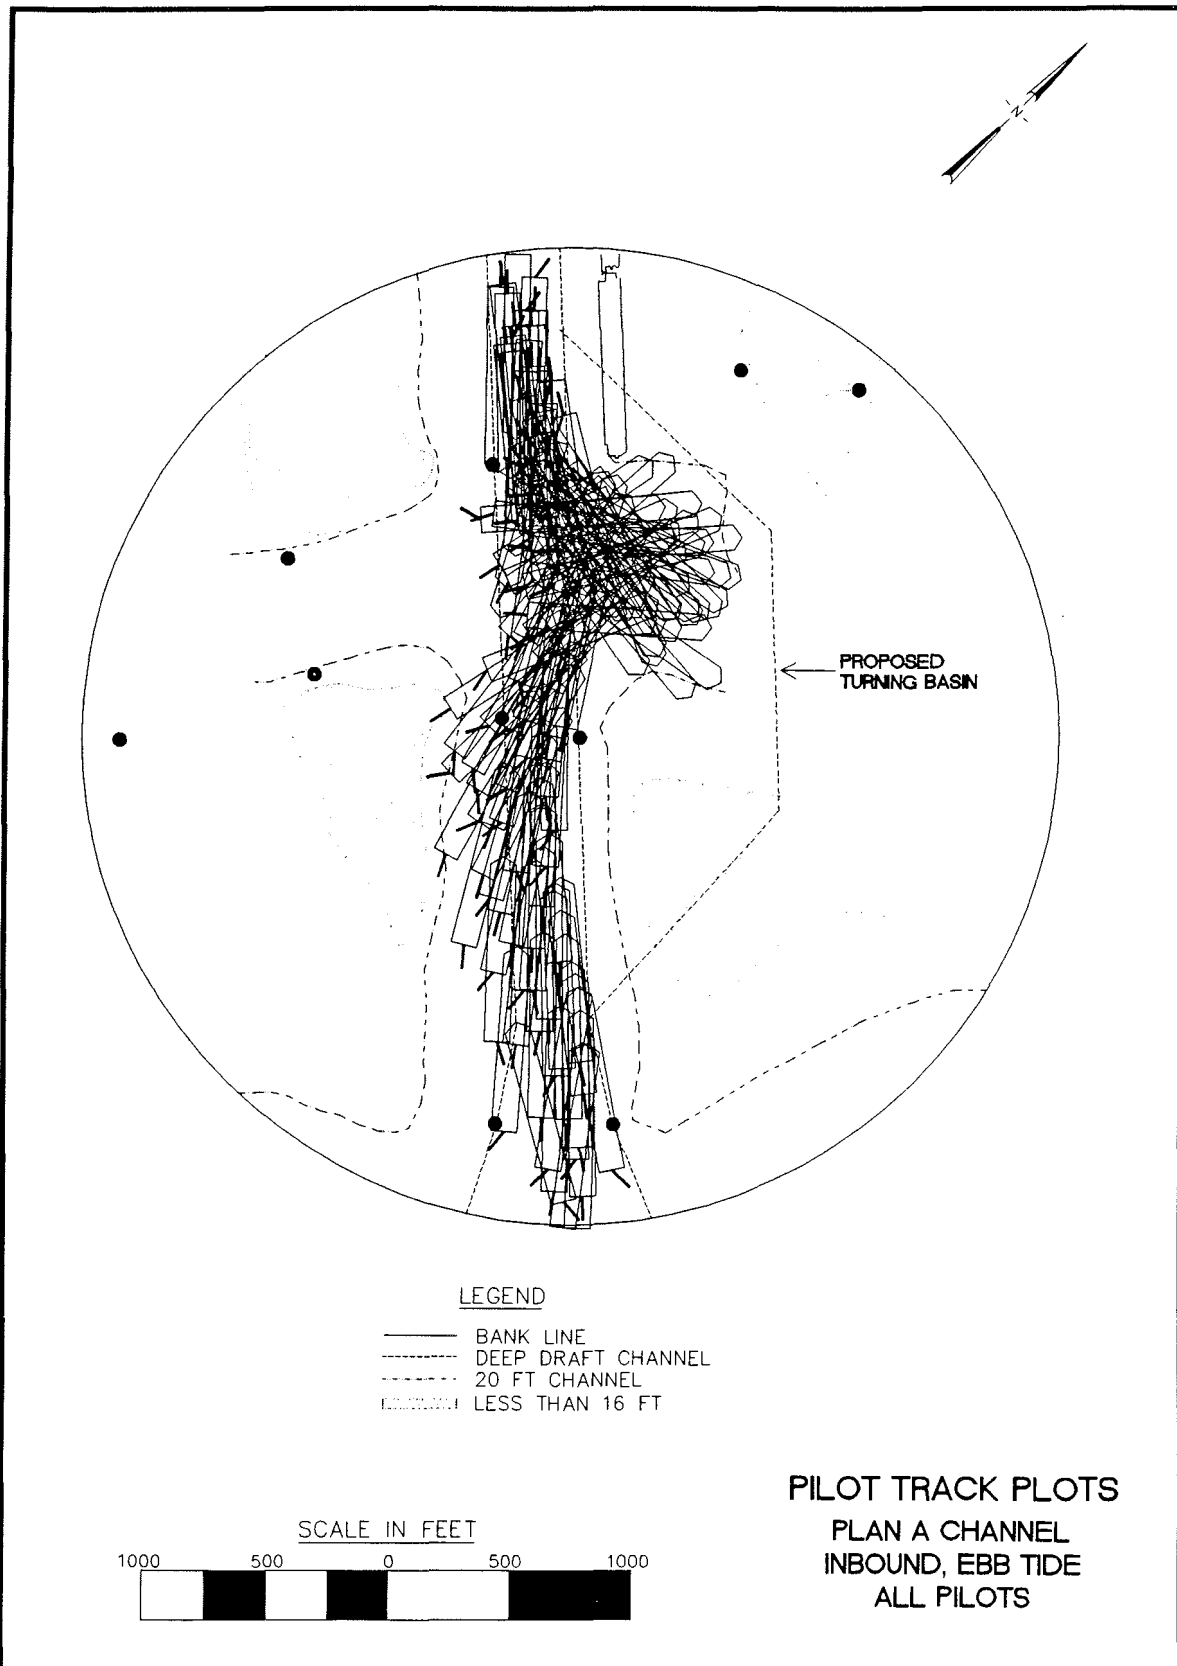 N
PROPOSED
TURNING BASIN
LEGEND
BANK LINE
DEEP DRAFT CHANNEL
20 FT CHANNEL
LESS THAN 16 FT
SCALE IN FEET
1000 500 0 500 1000
PILOT TRACK PLOTS
PLAN A CHANNEL
INBOUND, EBB TIDE
ALL PILOTS